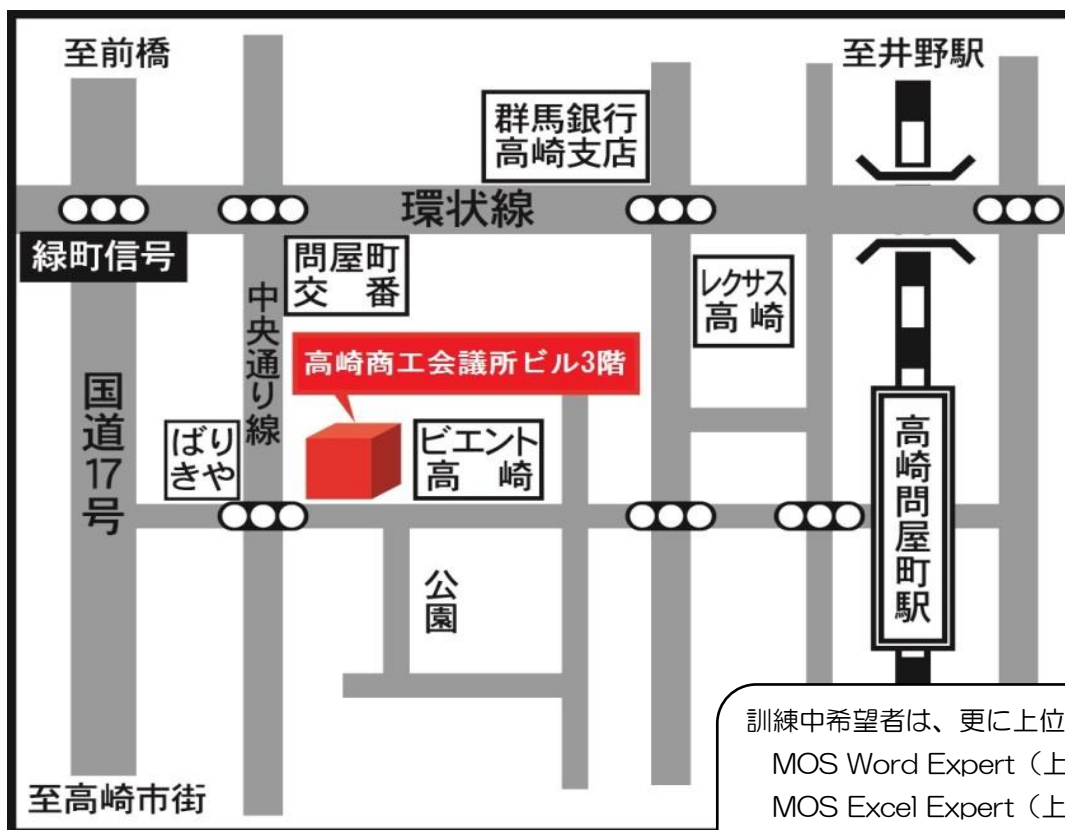 至前橋
至井野駅
群馬銀行
高崎支店
環状線
緑町信号
問屋町
交番
レクサス
高崎
中央通り線
高崎商工会議所ビル3階
国道17号
ばり
きや
ビエント
高崎
高崎問屋町駅
公園
至高崎市街
訓練中希望者は、更に上位
MOS Word Expert（上
MOS Excel Expert（上